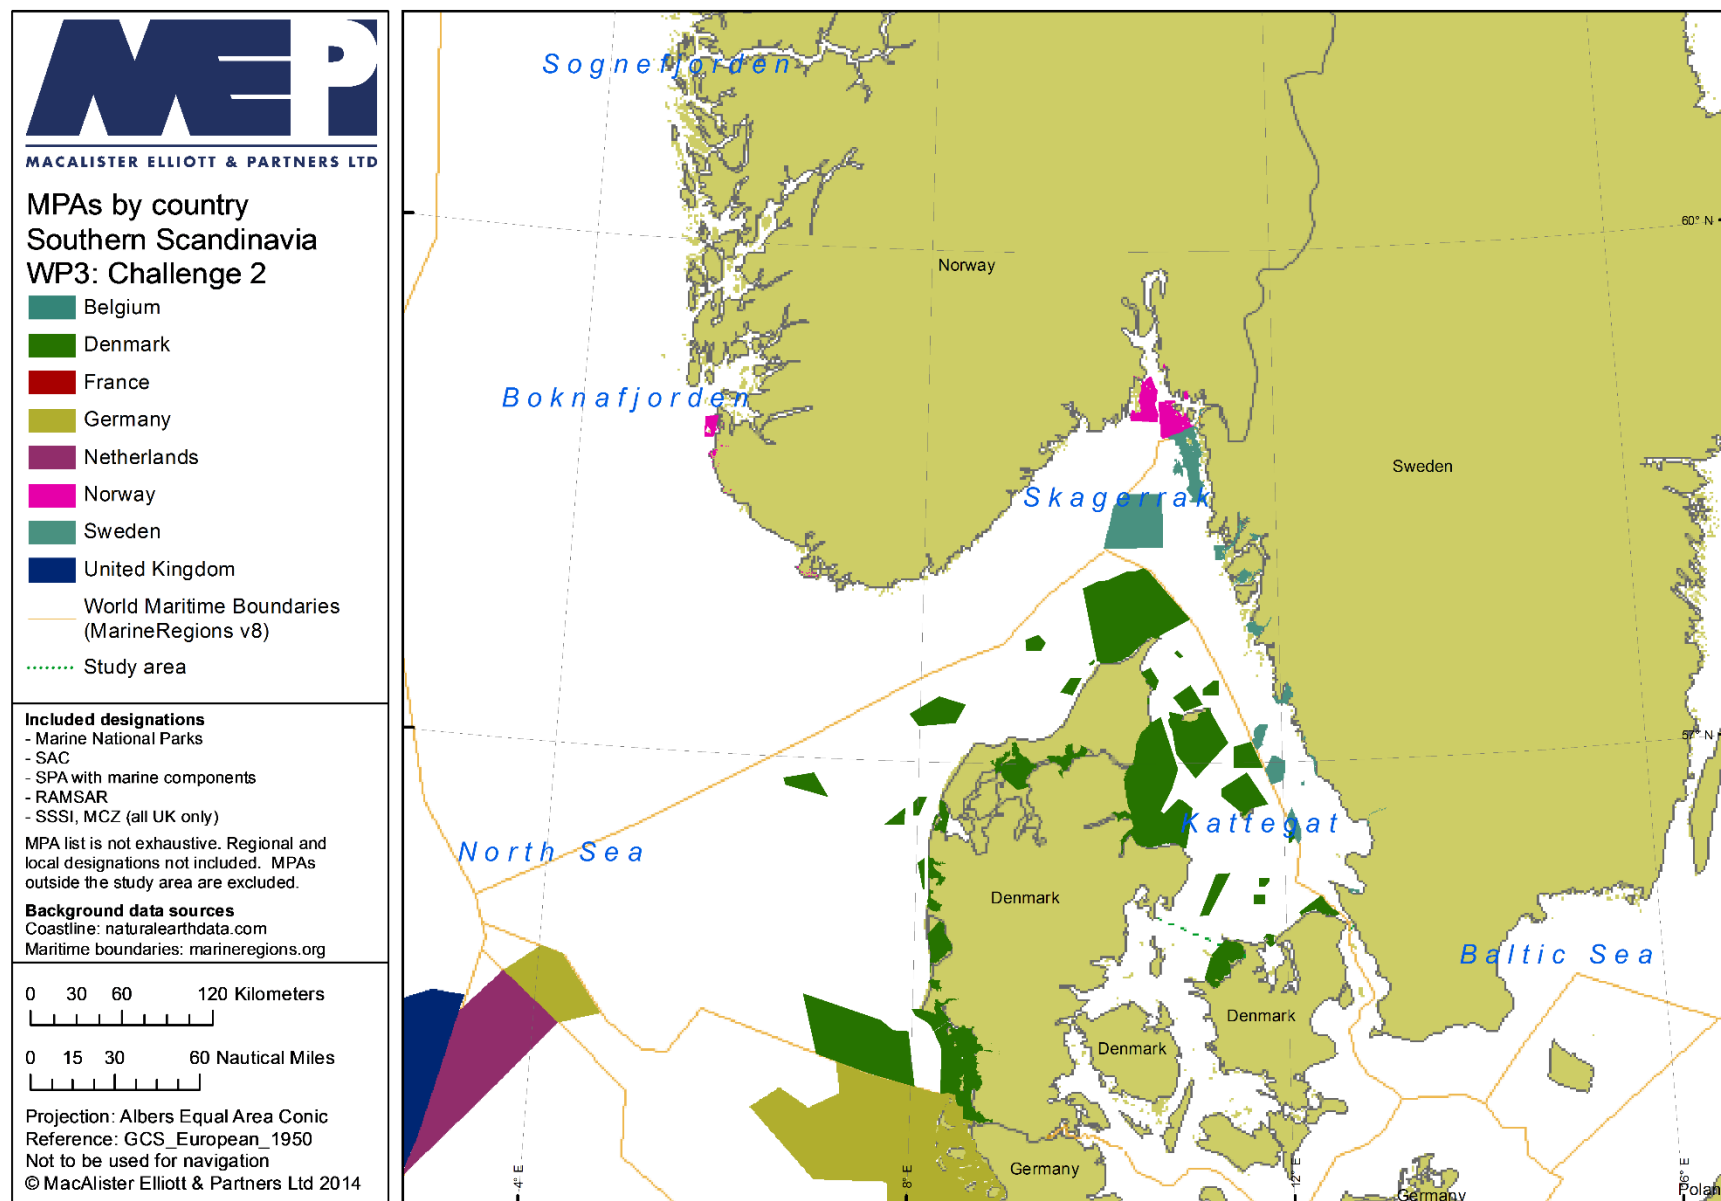 MEP
MACALISTER ELLIOTT & PARTNERS LTD
MPAs by country
Southern Scandinavia
WP3: Challenge 2
Belgium
Denmark
France
Germany
Netherlands
Norway
Sweden
United Kingdom
World Maritime Boundaries
(MarineRegions v8)
Study area
Included designations
- Marine National Parks
- SAC
- SPA with marine components
- RAMSAR
- SSSI, MCZ (all UK only)
MPA list is not exhaustive. Regional and
local designations not included. MPAs
outside the study area are excluded.
Background data sources
Coastline: naturalearthdata.com
Maritime boundaries: marineregions.org
0 30 60 120 Kilometers
0 15 30 60 Nautical Miles
Projection: Albers Equal Area Conic
Reference: GCS_European_1950
Not to be used for navigation
© MacAlister Elliott & Partners Ltd 2014
Sognefjorden
60° N
Norway
Boknafjorden
Sweden
Skagerrak
57° N
Kattegat
North Sea
Denmark
Baltic Sea
Denmark
Denmark
Germany
4° E
8° E
12° E
6° E
Germany
Polan